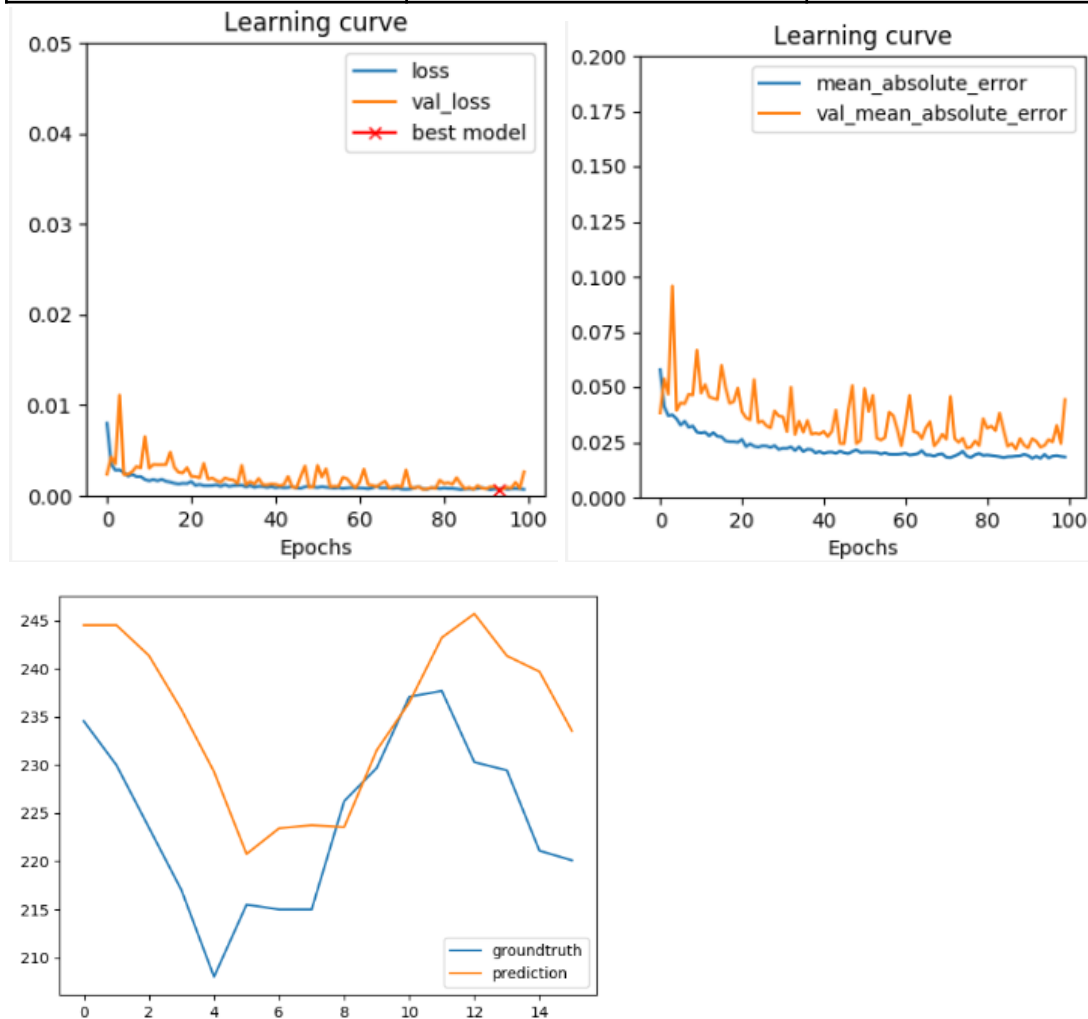 Learning curve
0.05
0.04
0.03
0.02
0.01
0.00
0 20 40 60 80 100
Epochs
loss
val_loss
best model
Learning curve
0.200
0.175
0.150
0.125
0.100
0.075
0.050
0.025
0.000
0 20 40 60 80 100
Epochs
mean_absolute_error
val_mean_absolute_error
245
240
235
230
225
220
215
210
0 2 4 6 8 10 12 14
groundtruth
prediction